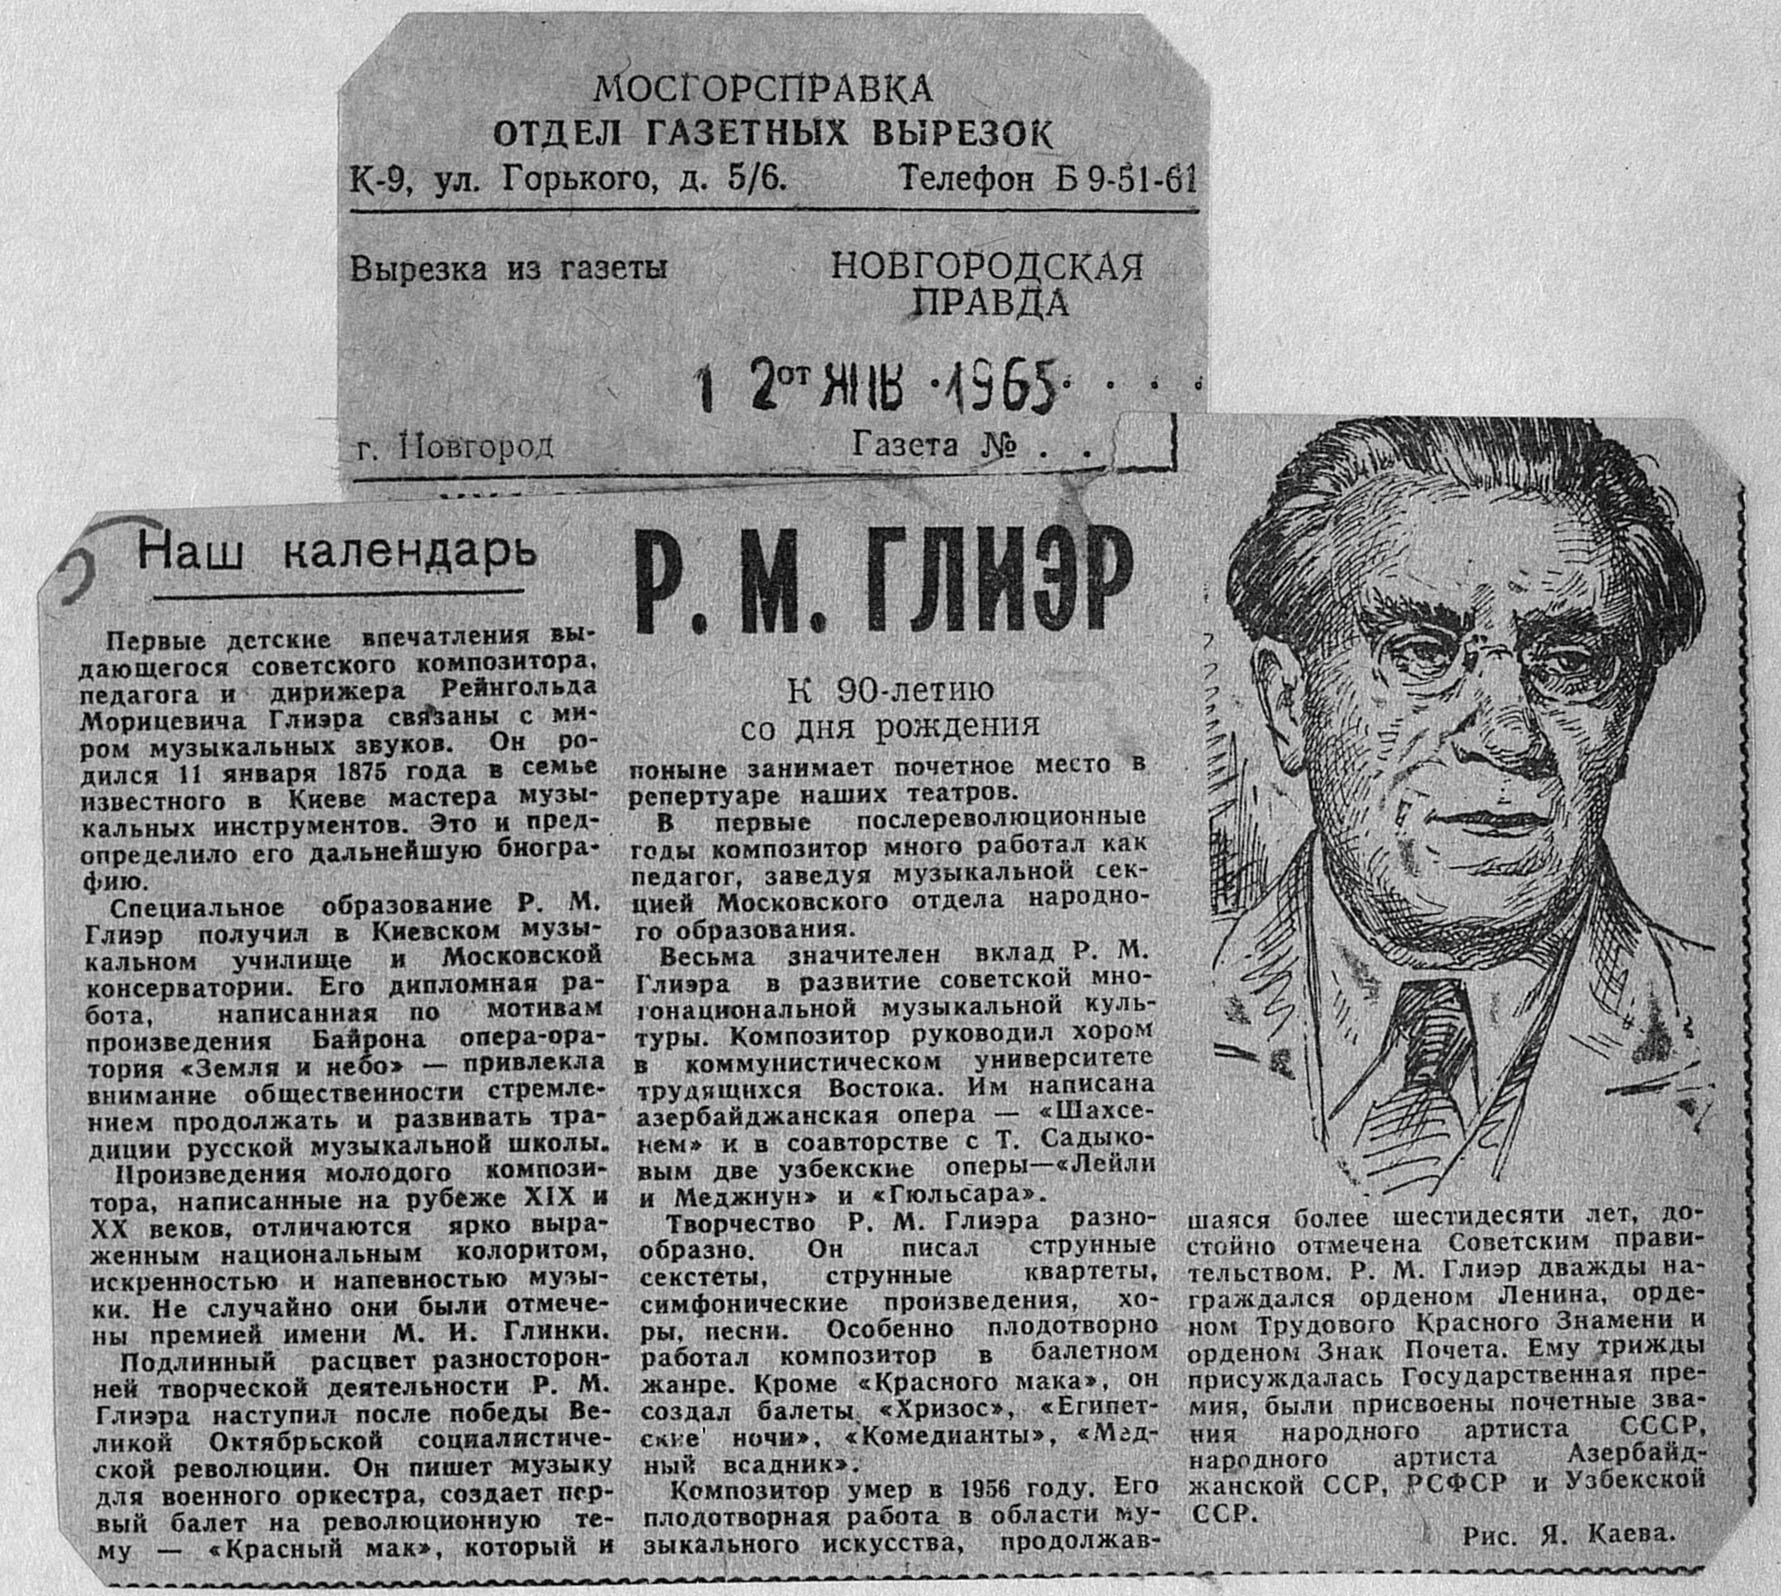 МОСГОРСПРАВКА
ОТДЕЛ ГАЗЕТНЫХ ВЫРЕЗОК
К-9, ул. Горького, д. 5/6. Телефон Б 9-51-61
Вырезка из газеты НОВГОРОДСКАЯ
ПРАВДА
1 2 от ЯНВ · 1965 · · · ·
г. Новгород Газета № . .
Наш календарь
Р. М. ГЛИЭР
К 90-летию
со дня рождения
Первые детские впечатления вы-
дающегося советского композитора,
педагога и дирижера Рейнгольда
Морицевича Глиэра связаны с ми-
ром музыкальных звуков. Он ро-
дился 11 января 1875 года в семье
известного в Киеве мастера музы-
кальных инструментов. Это и пред-
определило его дальнейшую биогра-
фию.
Специальное образование Р. М.
Глиэр получил в Киевском музы-
кальном училище и Московской
консерватории. Его дипломная ра-
бота, написанная по мотивам
произведения Байрона опера-ора-
тория «Земля и небо» — привлекла
внимание общественности стремле-
нием продолжать и развивать тра-
диции русской музыкальной школы.
Произведения молодого компози-
тора, написанные на рубеже XIX и
XX веков, отличаются ярко выра-
женным национальным колоритом,
искренностью и напевностью музы-
ки. Не случайно они были отмече-
ны премией имени М. И. Глинки.
Подлинный расцвет разносторон-
ней творческой деятельности Р. М.
Глиэра наступил после победы Ве-
ликой Октябрьской социалистиче-
ской революции. Он пишет музыку
для военного оркестра, создает пер-
вый балет на революционную те-
му — «Красный мак», который и
поныне занимает почетное место в
репертуаре наших театров.
В первые послереволюционные
годы композитор много работал как
педагог, заведуя музыкальной сек-
цией Московского отдела народно-
го образования.
Весьма значителен вклад Р. М.
Глиэра в развитие советской мно-
гонациональной музыкальной куль-
туры. Композитор руководил хором
в коммунистическом университете
трудящихся Востока. Им написана
азербайджанская опера — «Шахсе-
нем» и в соавторстве с Т. Садыко-
вым две узбекские оперы—«Лейли
и Меджнун» и «Гюльсара».
Творчество Р. М. Глиэра разно-
образно. Он писал струнные
секстеты, струнные квартеты,
симфонические произведения, хо-
ры, песни. Особенно плодотворно
работал композитор в балетном
жанре. Кроме «Красного мака», он
создал балеты «Хризос», «Египет-
ские ночи», «Комедианты», «Мед-
ный всадник».
Композитор умер в 1956 году. Его
плодотворная работа в области му-
зыкального искусства, продолжав-
шаяся более шестидесяти лет, до-
стойно отмечена Советским прави-
тельством. Р. М. Глиэр дважды на-
граждался орденом Ленина, орде-
ном Трудового Красного Знамени и
орденом Знак Почета. Ему трижды
присуждалась Государственная пре-
мия, были присвоены почетные зва-
ния народного артиста СССР,
народного артиста Азербайд-
жанской ССР, РСФСР и Узбекской
ССР.
Рис. Я. Каева.